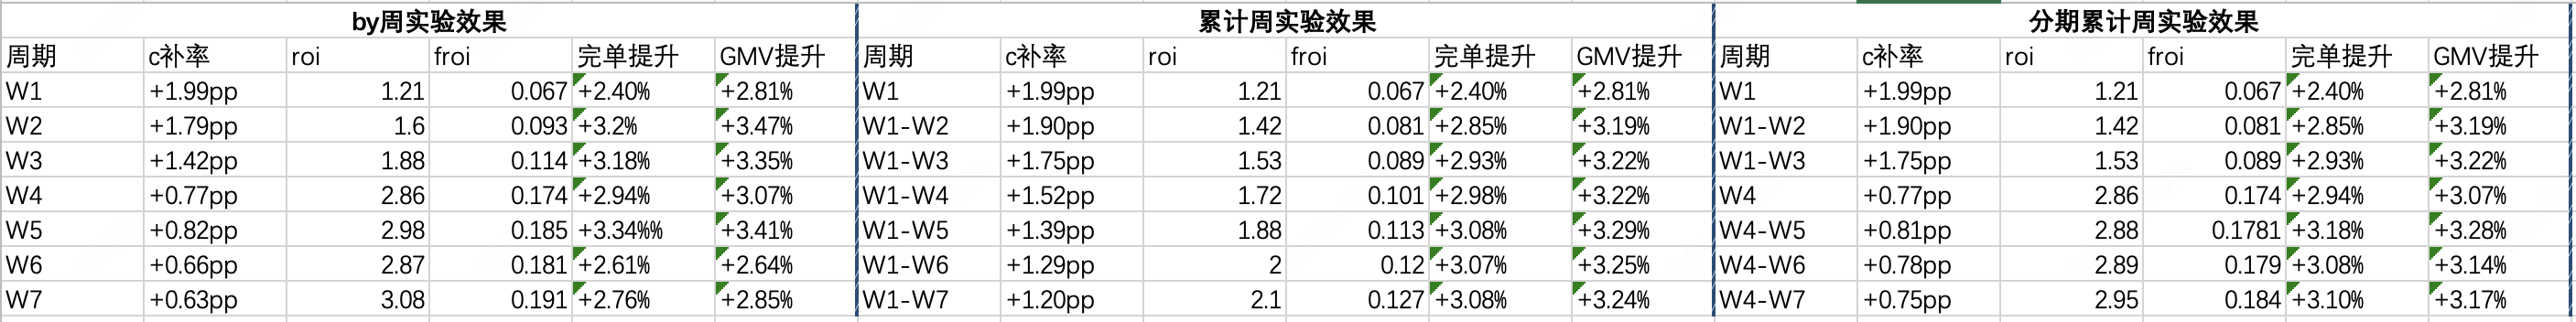 by周实验效果 累计周实验效果 分期累计周实验效果
周期 c补率 roi froi 完单提升 GMV提升 周期 c补率 roi froi 完单提升 GMV提升 周期 c补率 roi froi 完单提升 GMV提升
W1 +1.99pp 1.21 0.067 +2.40% +2.81% W1 +1.99pp 1.21 0.067 +2.40% +2.81% W1 +1.99pp 1.21 0.067 +2.40% +2.81%
W2 +1.79pp 1.6 0.093 +3.2% +3.47% W1-W2 +1.90pp 1.42 0.081 +2.85% +3.19% W1-W2 +1.90pp 1.42 0.081 +2.85% +3.19%
W3 +1.42pp 1.88 0.114 +3.18% +3.35% W1-W3 +1.75pp 1.53 0.089 +2.93% +3.22% W1-W3 +1.75pp 1.53 0.089 +2.93% +3.22%
W4 +0.77pp 2.86 0.174 +2.94% +3.07% W1-W4 +1.52pp 1.72 0.101 +2.98% +3.22% W4 +0.77pp 2.86 0.174 +2.94% +3.07%
W5 +0.82pp 2.98 0.185 +3.34%% +3.41% W1-W5 +1.39pp 1.88 0.113 +3.08% +3.29% W4-W5 +0.81pp 2.88 0.1781 +3.18% +3.28%
W6 +0.66pp 2.87 0.181 +2.61% +2.64% W1-W6 +1.29pp 2 0.12 +3.07% +3.25% W4-W6 +0.78pp 2.89 0.179 +3.08% +3.14%
W7 +0.63pp 3.08 0.191 +2.76% +2.85% W1-W7 +1.20pp 2.1 0.127 +3.08% +3.24% W4-W7 +0.75pp 2.95 0.184 +3.10% +3.17%